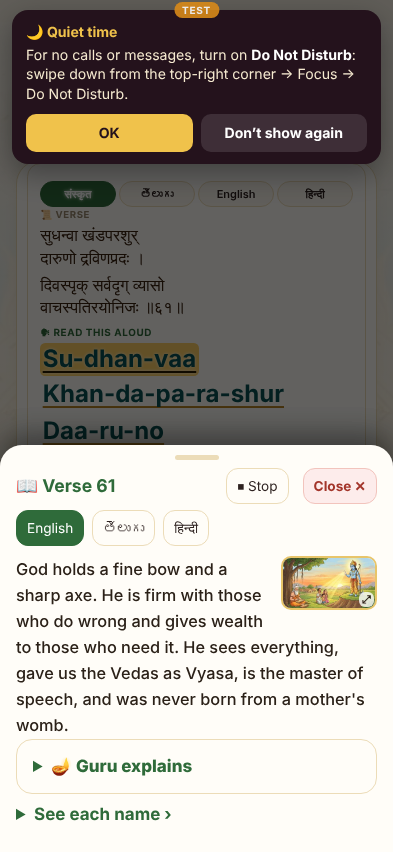 TEST
🌙 Quiet time
For no calls or messages, turn on Do Not Disturb:
swipe down from the top-right corner → Focus →
Do Not Disturb.
OK
Don't show again
संस्कृत
తెలుగు
English
हिन्दी
📜 VERSE
सुधन्वा खंडपरशुर्
दारुणो द्रविणप्रदः ।
दिवस्पृक् सर्वदृग् व्यासो
वाचस्पतिरयोनिजः ॥६१॥
🗣 READ THIS ALOUD
Su-dhan-vaa
Khan-da-pa-ra-shur
Daa-ru-no
📖 Verse 61
■ Stop
Close ✕
English
తెలుగు
हिन्दी
God holds a fine bow and a
sharp axe. He is firm with those
who do wrong and gives wealth
to those who need it. He sees everything,
gave us the Vedas as Vyasa, is the master of
speech, and was never born from a mother's
womb.
▶ 🪔 Guru explains
▶ See each name ›